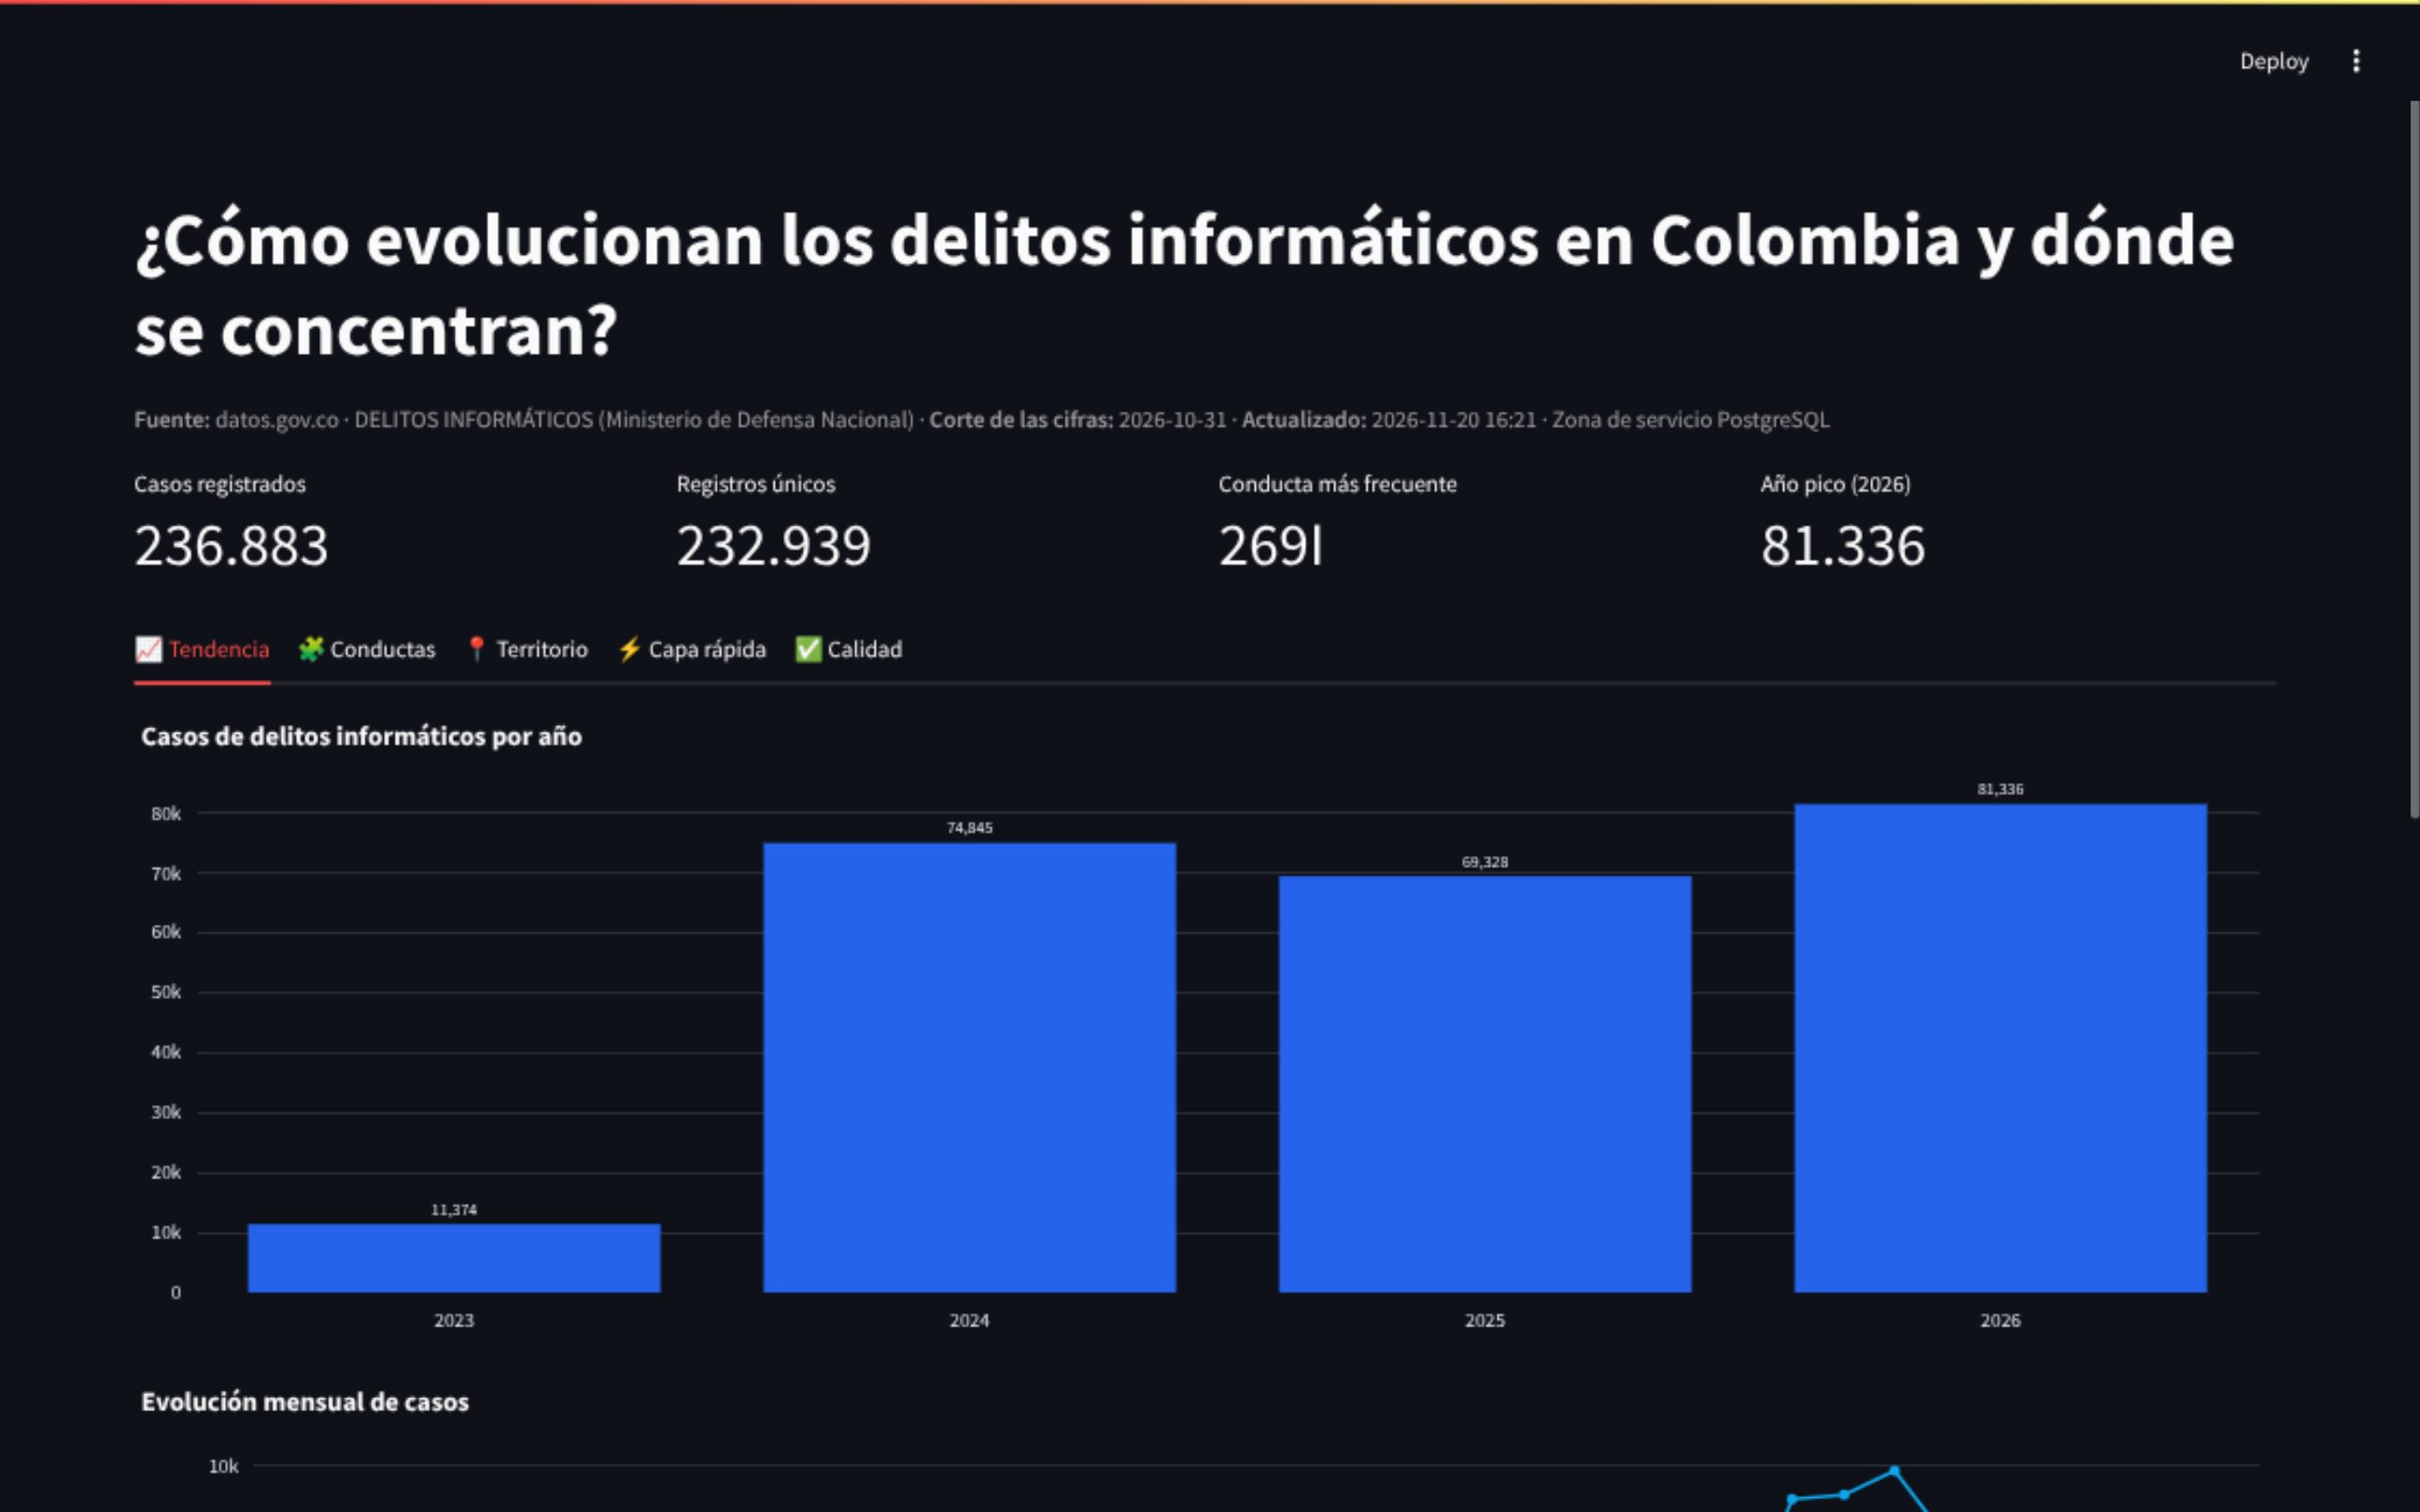 Deploy
¿Cómo evolucionan los delitos informáticos en Colombia y dónde
se concentran?
Fuente: datos.gov.co · DELITOS INFORMÁTICOS (Ministerio de Defensa Nacional) · Corte de las cifras: 2026-10-31 · Actualizado: 2026-11-20 16:21 · Zona de servicio PostgreSQL
Casos registrados
236.883
Registros únicos
232.939
Conducta más frecuente
269I
Año pico (2026)
81.336
Tendencia Conductas Territorio Capa rápida Calidad
Casos de delitos informáticos por año
80k
70k
60k
50k
40k
30k
20k
10k
0
11,374
74,845
69,328
81,336
2023 2024 2025 2026
Evolución mensual de casos
10k